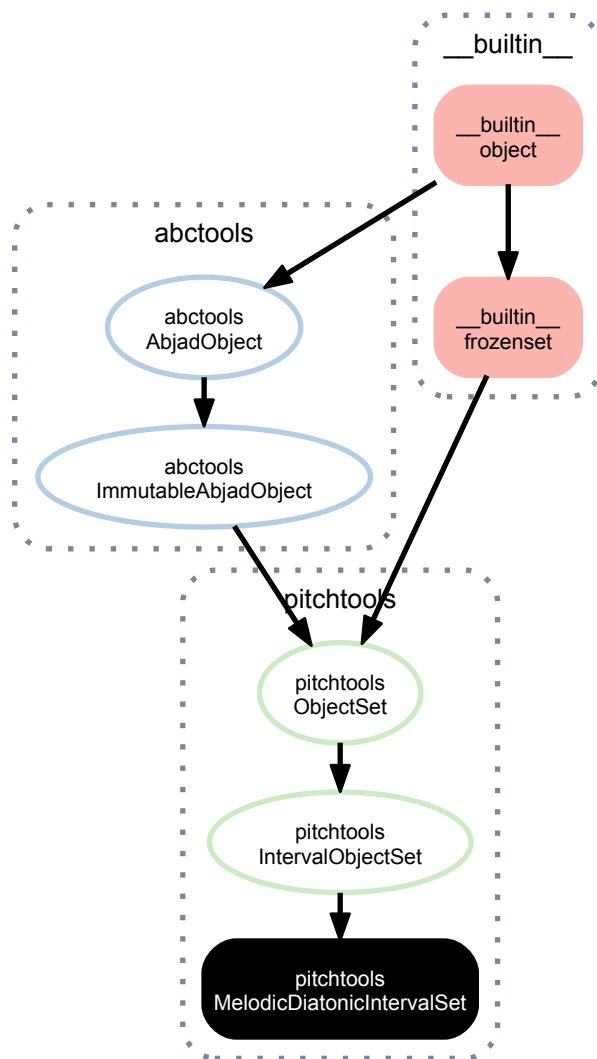 __builtin__
__builtin__
object
abctools
abctools
AbjadObject
__builtin__
frozenset
abctools
ImmutableAbjadObject
pitchtools
pitchtools
ObjectSet
pitchtools
IntervalObjectSet
pitchtools
MelodicDiatonicIntervalSet